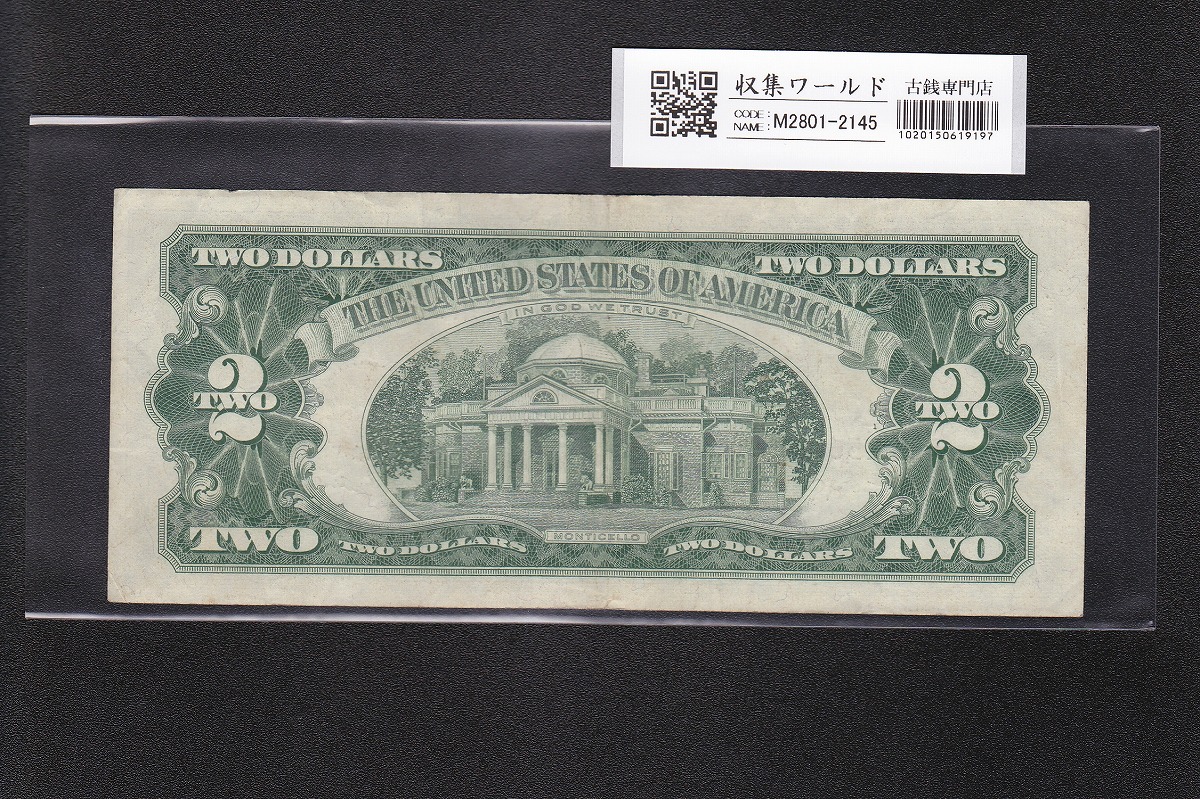 収集ワールド 古銭専門店
CODE:
NAME: M2801-2145
1020150619197
TWO DOLLARS TWO DOLLARS
THE UNITED STATES OF AMERICA
IN GOD WE TRUST
2 2
TWO TWO
MONTICELLO
TWO TWO DOLLARS TWO DOLLARS TWO